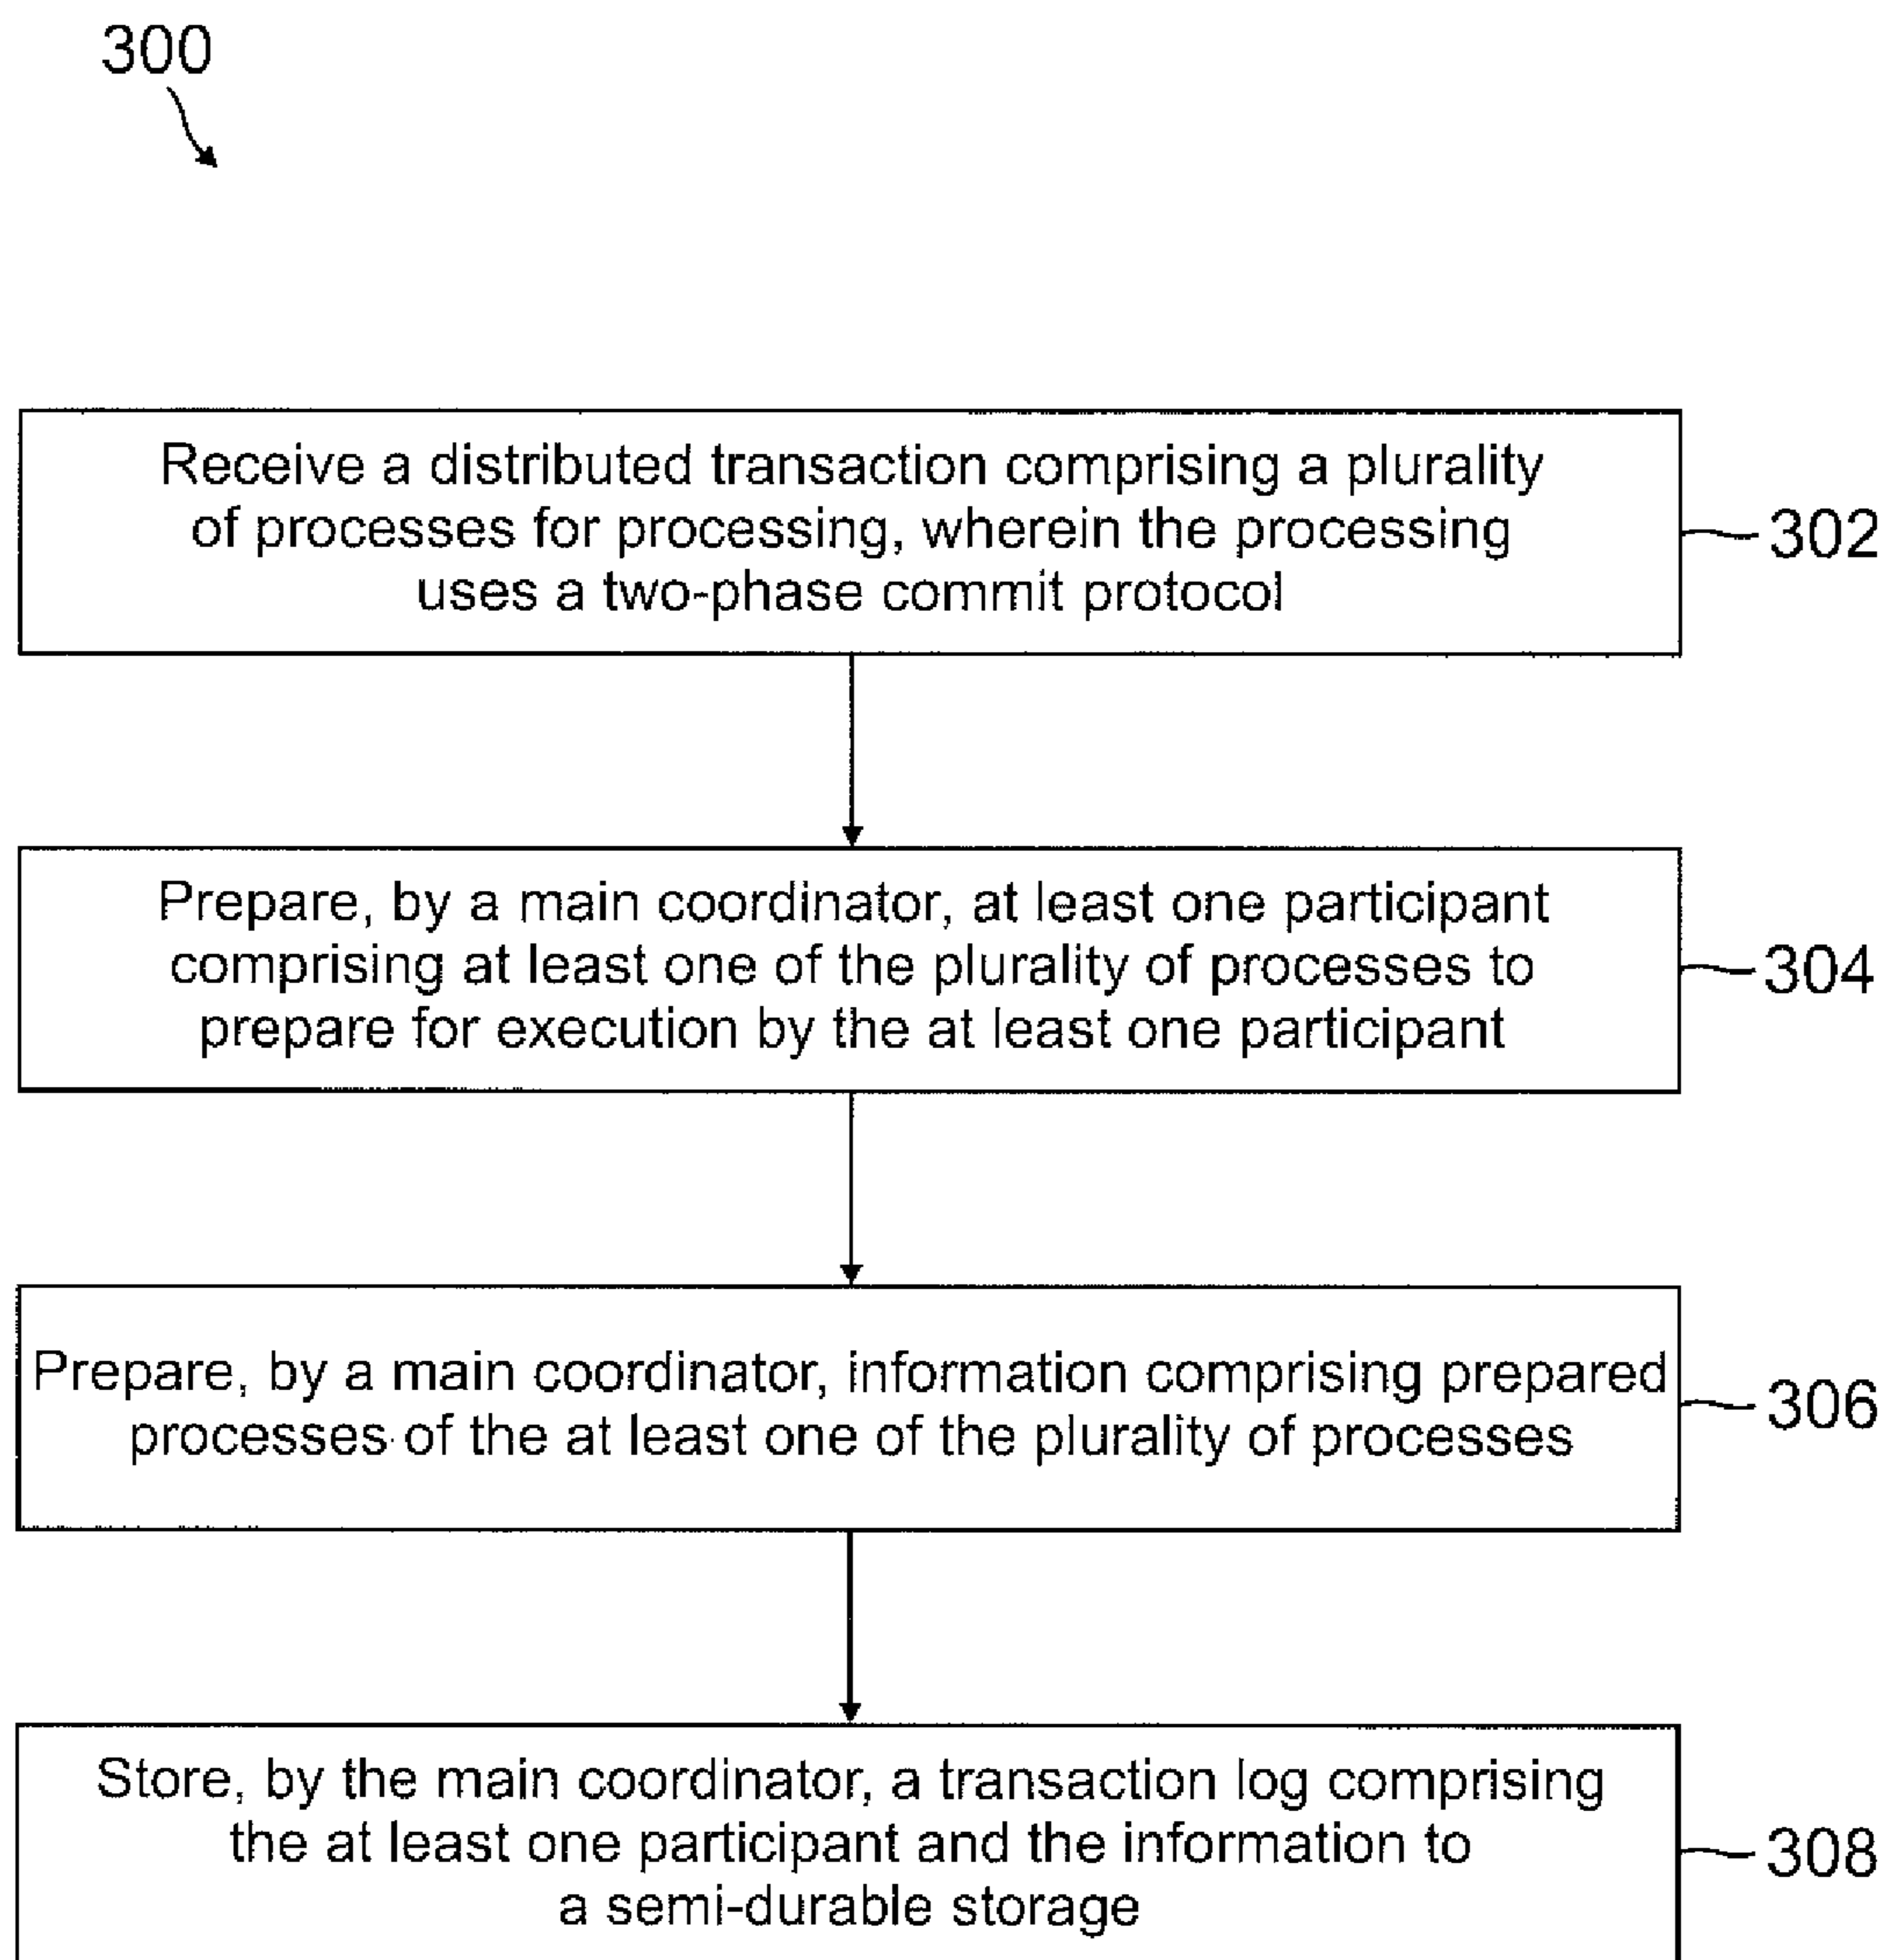 300
Receive a distributed transaction comprising a plurality
of processes for processing, wherein the processing
uses a two-phase commit protocol
302
Prepare, by a main coordinator, at least one participant
comprising at least one of the plurality of processes to
prepare for execution by the at least one participant
304
Prepare, by a main coordinator, information comprising prepared
processes of the at least one of the plurality of processes
306
Store, by the main coordinator, a transaction log comprising
the at least one participant and the information to
a semi-durable storage
308